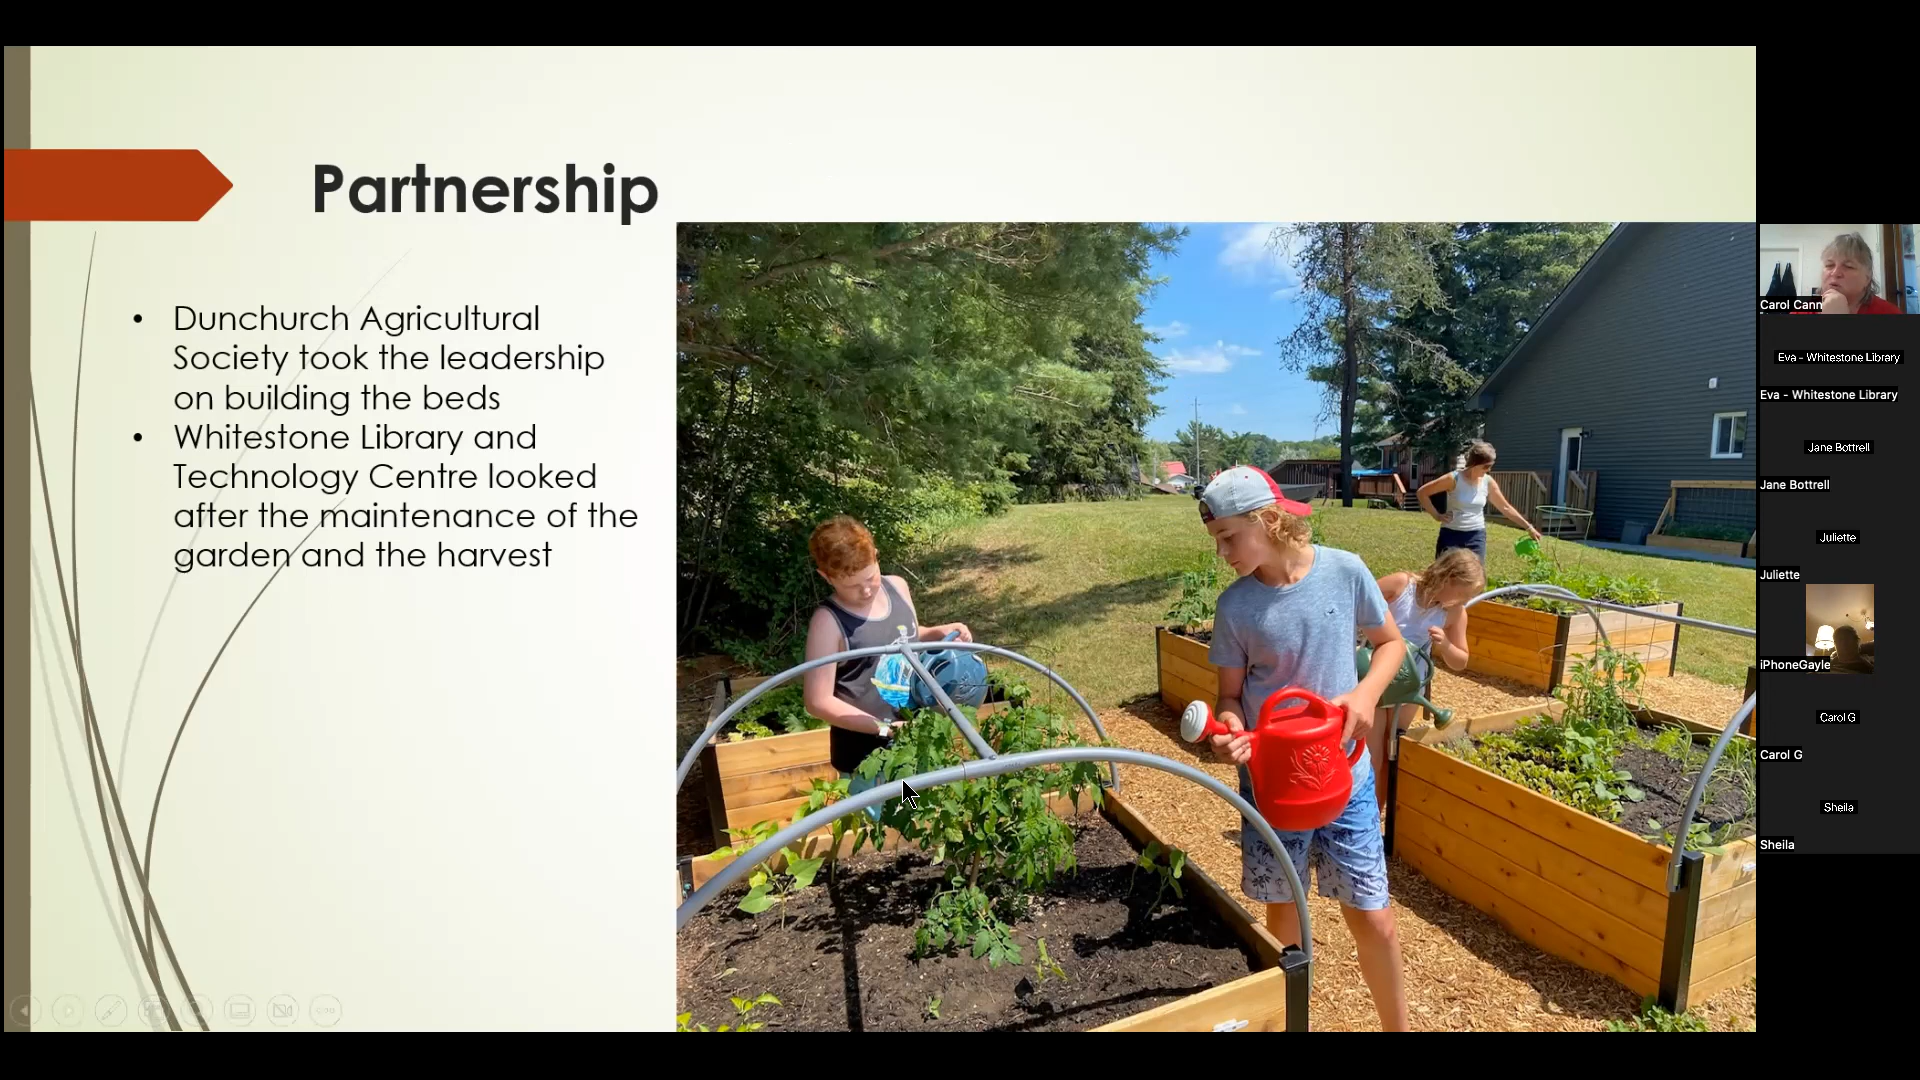 Partnership
• Dunchurch Agricultural
Society took the leadership
on building the beds
• Whitestone Library and
Technology Centre looked
after the maintenance of the
garden and the harvest
Carol Cann
Eva - Whitestone Library
Eva - Whitestone Library
Jane Bottrell
Jane Bottrell
Juliette
Juliette
iPhoneGayle
Carol G
Carol G
Sheila
Sheila